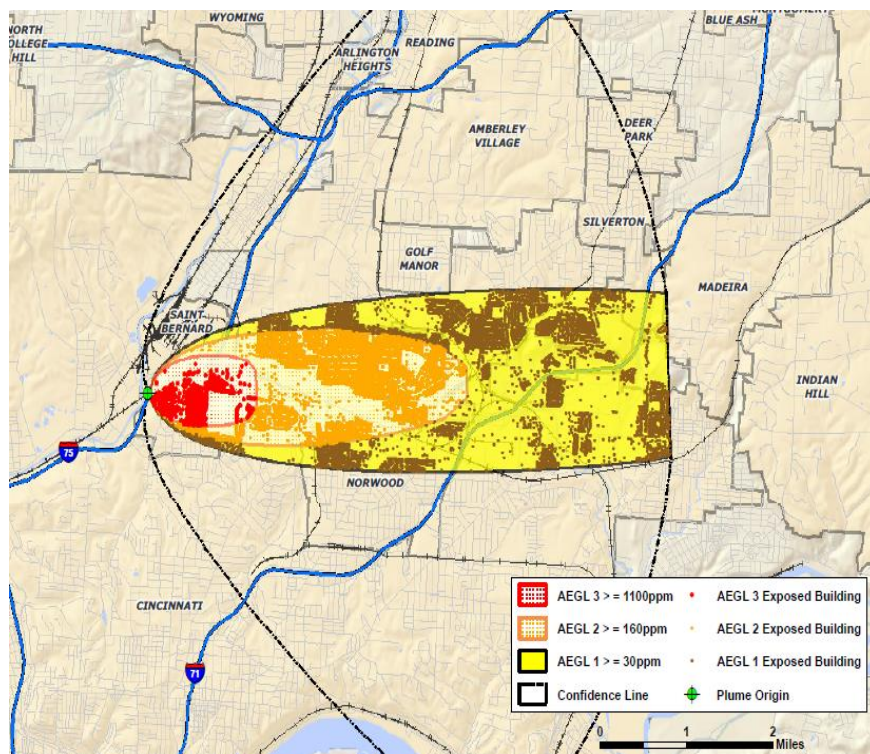 WYOMING
NORTH
COLLEGE
HILL
ARLINGTON
HEIGHTS
READING
MONTGOMERY
BLUE ASH
AMBERLEY
VILLAGE
DEER
PARK
SILVERTON
GOLF
MANOR
MADEIRA
SAINT
BERNARD
INDIAN
HILL
75
NORWOOD
CINCINNATI
71
AEGL 3 > = 1100ppm
AEGL 3 Exposed Building
AEGL 2 > = 160ppm
AEGL 2 Exposed Building
AEGL 1 > = 30ppm
AEGL 1 Exposed Building
Confidence Line
Plume Origin
0 1 2
Miles